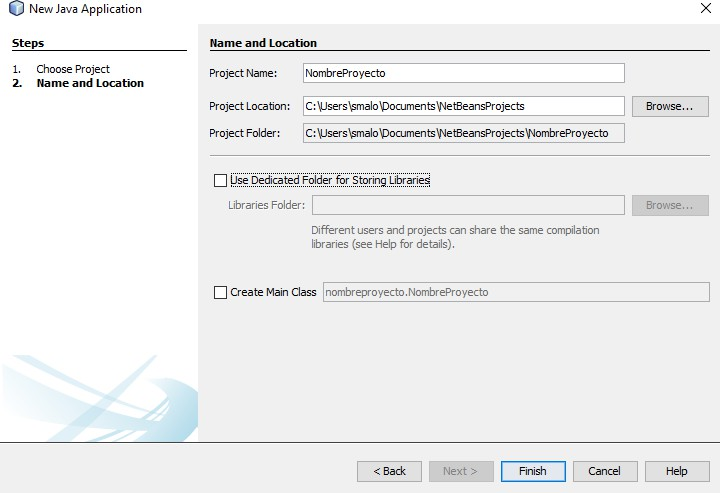 New Java Application
Steps
1. Choose Project
2. Name and Location
Name and Location
Project Name: NombreProyecto
Project Location: C:\Users\smalo\Documents\NetBeansProjects Browse...
Project Folder: C:\Users\smalo\Documents\NetBeansProjects\NombreProyecto
Use Dedicated Folder for Storing Libraries
Libraries Folder: Browse...
Different users and projects can share the same compilation
libraries (see Help for details).
Create Main Class nombreproyecto.NombreProyecto
< Back Next > Finish Cancel Help